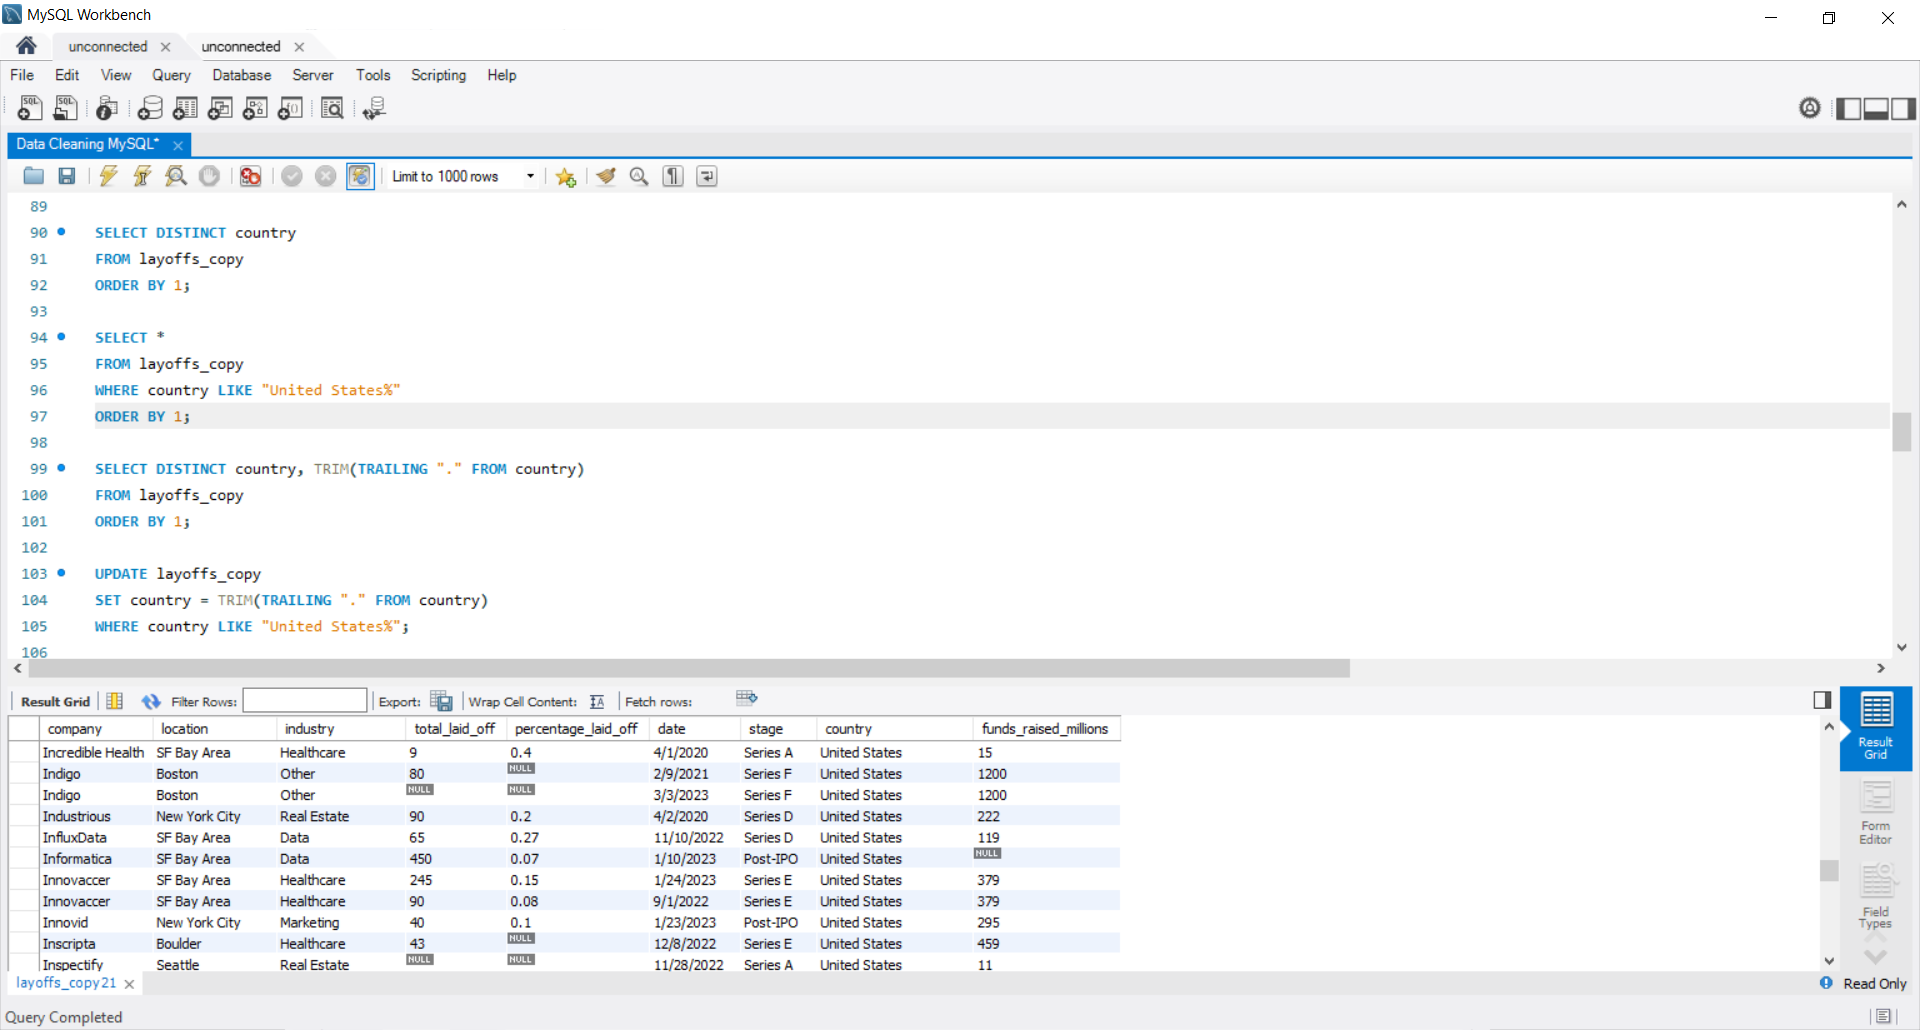 MySQL Workbench
unconnected unconnected
File Edit View Query Database Server Tools Scripting Help
Data Cleaning MySQL*
Limit to 1000 rows
89
90 SELECT DISTINCT country
91 FROM layoffs_copy
92 ORDER BY 1;
93
94 SELECT *
95 FROM layoffs_copy
96 WHERE country LIKE "United States%"
97 ORDER BY 1;
98
99 SELECT DISTINCT country, TRIM(TRAILING "." FROM country)
100 FROM layoffs_copy
101 ORDER BY 1;
102
103 UPDATE layoffs_copy
104 SET country = TRIM(TRAILING "." FROM country)
105 WHERE country LIKE "United States%";
106
Result Grid Filter Rows: Export: Wrap Cell Content: Fetch rows:
company location industry total_laid_off percentage_laid_off date stage country funds_raised_millions
Incredible Health SF Bay Area Healthcare 9 0.4 4/1/2020 Series A United States 15
Indigo Boston Other 80 NULL 2/9/2021 Series F United States 1200
Indigo Boston Other NULL NULL 3/3/2023 Series F United States 1200
Industrious New York City Real Estate 90 0.2 4/2/2020 Series D United States 222
InfluxData SF Bay Area Data 65 0.27 11/10/2022 Series D United States 119
Informatica SF Bay Area Data 450 0.07 1/10/2023 Post-IPO United States NULL
Innovaccer SF Bay Area Healthcare 245 0.15 1/24/2023 Series E United States 379
Innovaccer SF Bay Area Healthcare 90 0.08 9/1/2022 Series E United States 379
Innovid New York City Marketing 40 0.1 1/23/2023 Post-IPO United States 295
Inscripta Boulder Healthcare 43 NULL 12/8/2022 Series E United States 459
Inspectify Seattle Real Estate NULL NULL 11/28/2022 Series A United States 11
Result
Grid
Form
Editor
Field
Types
layoffs_copy21
Read Only
Query Completed